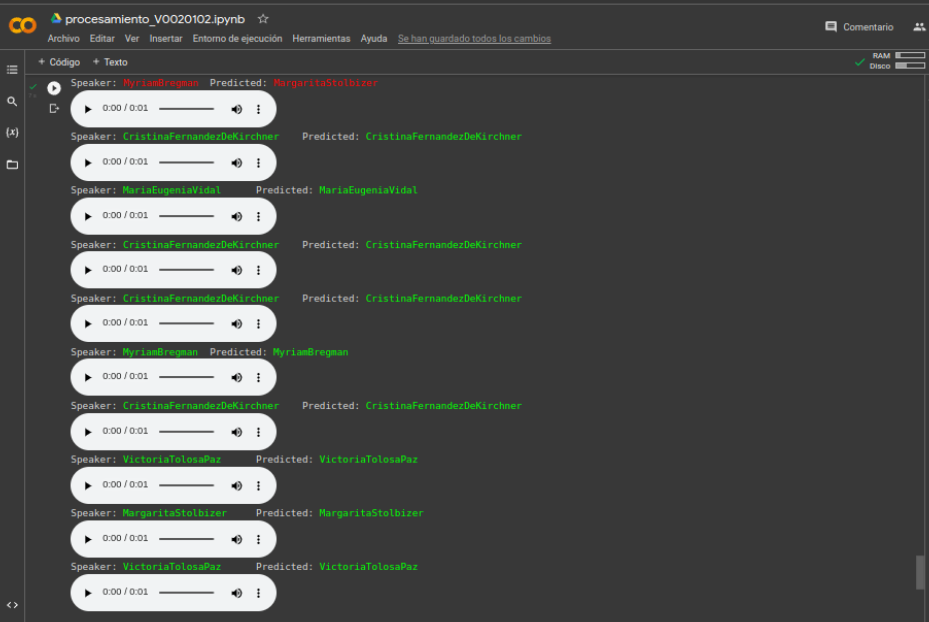 procesamiento_V0020102.ipynb
Comentario
Archivo Editar Ver Insertar Entorno de ejecución Herramientas Ayuda Se han guardado todos los cambios
+ Código + Texto
RAM
Disco
Speaker: MyriamBregman Predicted: MargaritaStolbizer
0:00 / 0:01
Speaker: CristinaFernandezDeKirchner Predicted: CristinaFernandezDeKirchner
0:00 / 0:01
{x}
Speaker: MariaEugeniaVidal Predicted: MariaEugeniaVidal
0:00 / 0:01
Speaker: CristinaFernandezDeKirchner Predicted: CristinaFernandezDeKirchner
0:00 / 0:01
Speaker: CristinaFernandezDeKirchner Predicted: CristinaFernandezDeKirchner
0:00 / 0:01
Speaker: MyriamBregman Predicted: MyriamBregman
0:00 / 0:01
Speaker: CristinaFernandezDeKirchner Predicted: CristinaFernandezDeKirchner
0:00 / 0:01
Speaker: VictoriaTolosaPaz Predicted: VictoriaTolosaPaz
0:00 / 0:01
Speaker: MargaritaStolbizer Predicted: MargaritaStolbizer
0:00 / 0:01
Speaker: VictoriaTolosaPaz Predicted: VictoriaTolosaPaz
0:00 / 0:01